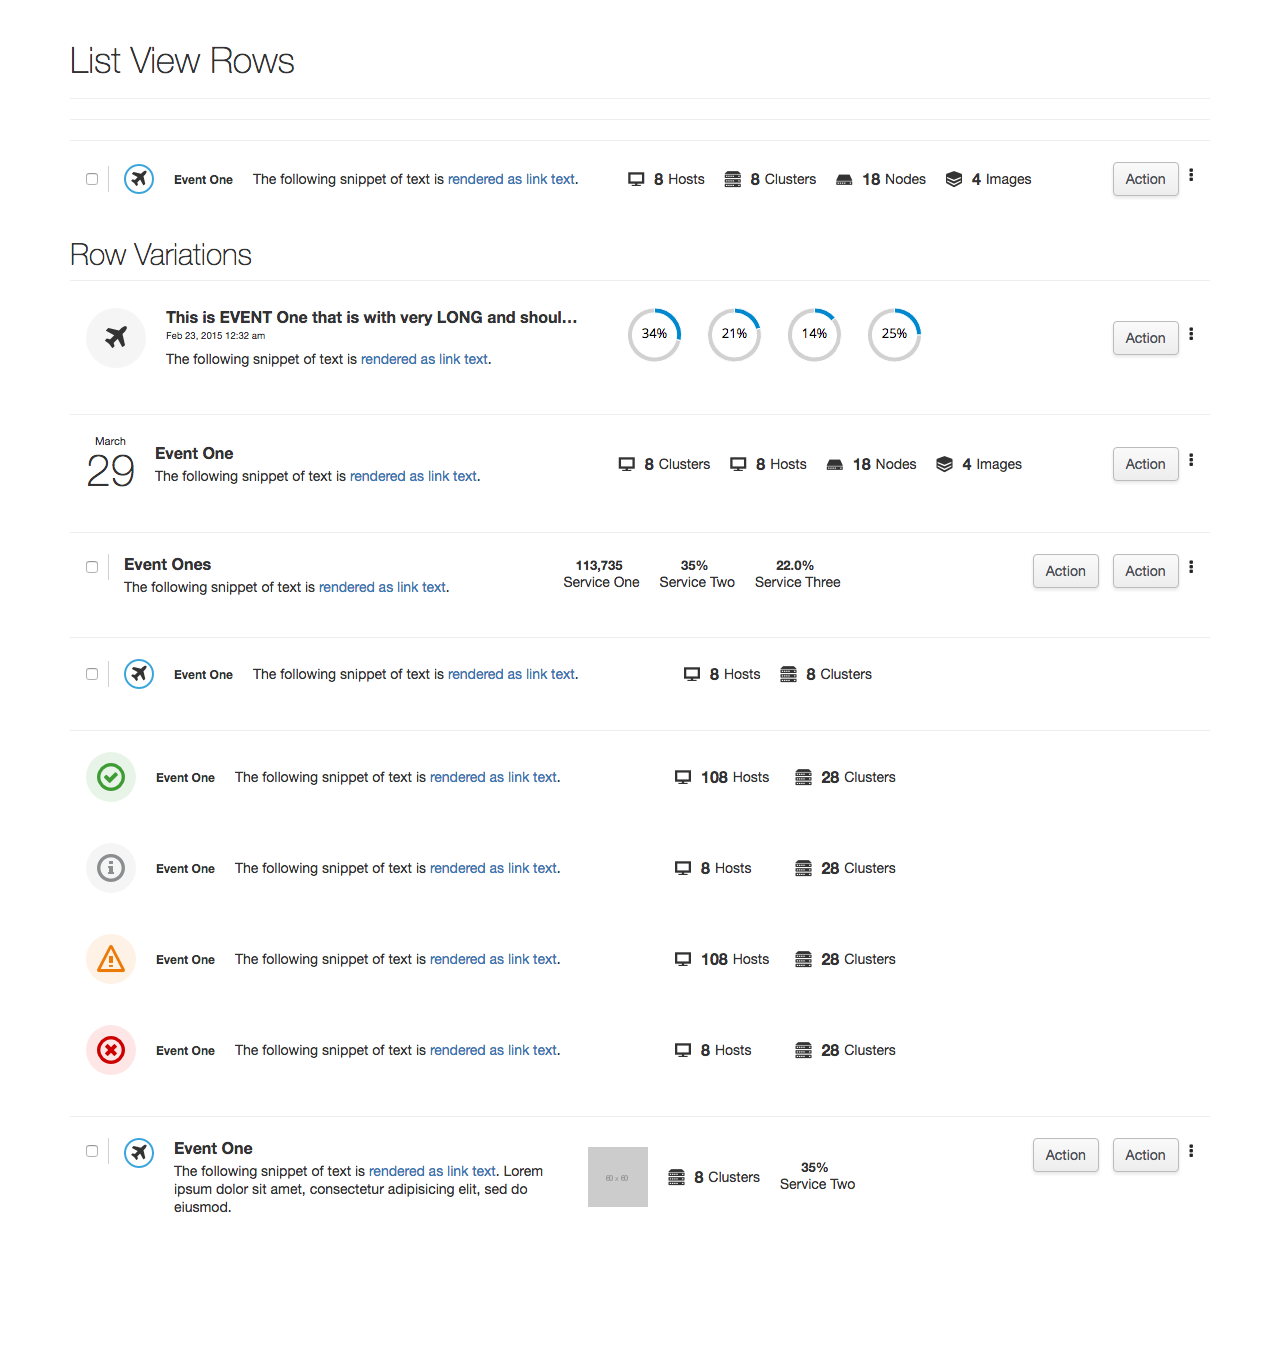 List View Rows
Event One The following snippet of text is rendered as link text. 8 Hosts 8 Clusters 18 Nodes 4 Images Action
Row Variations
This is EVENT One that is with very LONG and shoul...
Feb 23, 2015 12:32 am
The following snippet of text is rendered as link text.
34% 21% 14% 25% Action
March
29
Event One
The following snippet of text is rendered as link text.
8 Clusters 8 Hosts 18 Nodes 4 Images Action
Event Ones
The following snippet of text is rendered as link text.
113,735 35% 22.0%
Service One Service Two Service Three
Action Action
Event One The following snippet of text is rendered as link text. 8 Hosts 8 Clusters
Event One The following snippet of text is rendered as link text. 108 Hosts 28 Clusters
Event One The following snippet of text is rendered as link text. 8 Hosts 28 Clusters
Event One The following snippet of text is rendered as link text. 108 Hosts 28 Clusters
Event One The following snippet of text is rendered as link text. 8 Hosts 28 Clusters
Event One
The following snippet of text is rendered as link text. Lorem
ipsum dolor sit amet, consectetur adipisicing elit, sed do
eiusmod.
60 x 60
8 Clusters
35%
Service Two
Action Action